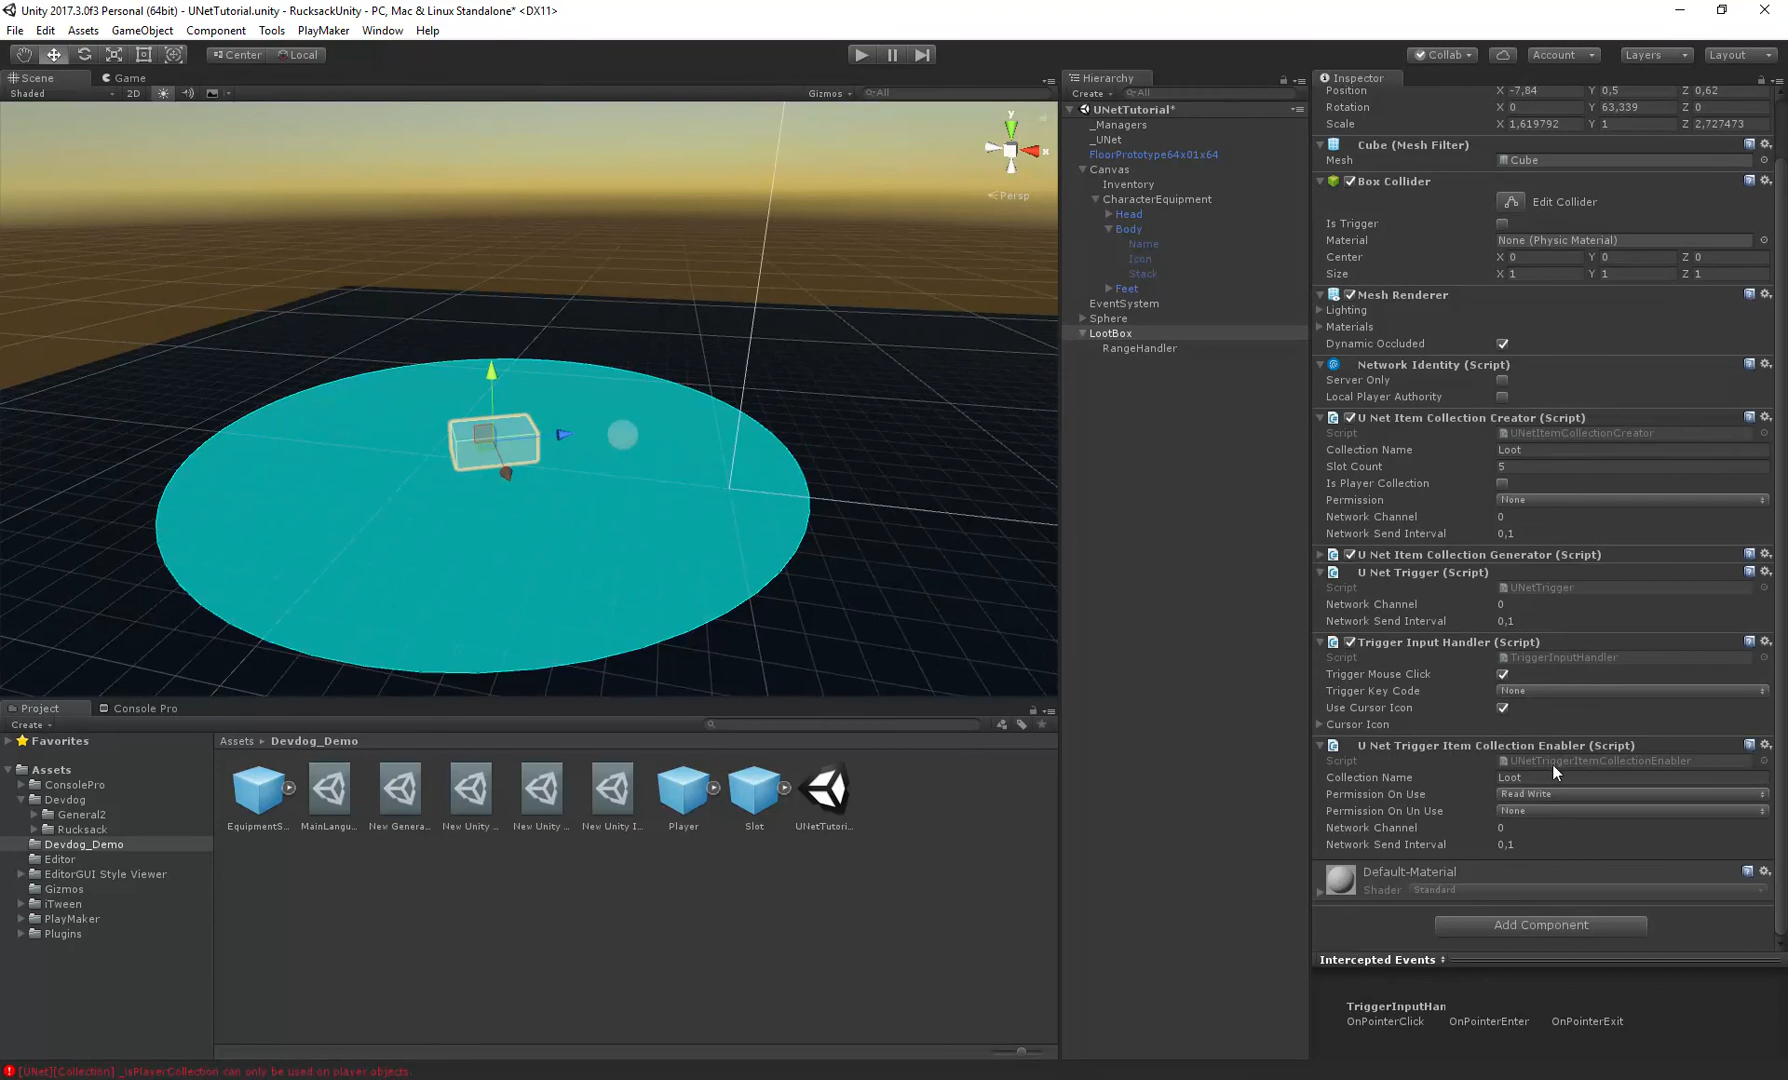 Unity 2017.3.0f3 Personal (64bit) - UNetTutorial.unity - RucksackUnity - PC, Mac & Linux Standalone* <DX11>
File Edit Assets GameObject Component Tools PlayMaker Window Help
Center Local Collab Account Layers Layout
Scene Game
Shaded 2D Gizmos All
y
x
Persp
Hierarchy
Create All
UNetTutorial*
_Managers
_UNet
FloorPrototype64x01x64
Canvas
Inventory
CharacterEquipment
Head
Body
Name
Icon
Stack
Feet
EventSystem
Sphere
LootBox
RangeHandler
Inspector
Position X -7,84 Y 0,5 Z 0,62
Rotation X 0 Y 63,339 Z 0
Scale X 1,619792 Y 1 Z 2,727473
Cube (Mesh Filter)
Mesh Cube
Box Collider
Edit Collider
Is Trigger
Material None (Physic Material)
Center X 0 Y 0 Z 0
Size X 1 Y 1 Z 1
Mesh Renderer
Lighting
Materials
Dynamic Occluded
Network Identity (Script)
Server Only
Local Player Authority
U Net Item Collection Creator (Script)
Script UNetItemCollectionCreator
Collection Name Loot
Slot Count 5
Is Player Collection
Permission None
Network Channel 0
Network Send Interval 0,1
U Net Item Collection Generator (Script)
U Net Trigger (Script)
Script UNetTrigger
Network Channel 0
Network Send Interval 0,1
Trigger Input Handler (Script)
Script TriggerInputHandler
Trigger Mouse Click
Trigger Key Code None
Use Cursor Icon
Cursor Icon
U Net Trigger Item Collection Enabler (Script)
Script UNetTriggerItemCollectionEnabler
Collection Name Loot
Permission On Use Read Write
Permission On Un Use None
Network Channel 0
Network Send Interval 0,1
Default-Material
Shader Standard
Add Component
Intercepted Events
TriggerInputHan
OnPointerClick OnPointerEnter OnPointerExit
Project Console Pro
Create
Favorites
Assets
ConsolePro
Devdog
General2
Rucksack
Devdog_Demo
Editor
EditorGUI Style Viewer
Gizmos
iTween
PlayMaker
Plugins
Assets Devdog_Demo
EquipmentS... MainLangu... New Genera... New Unity ... New Unity ... New Unity I... Player Slot UNetTutori...
[UNet][Collection] _isPlayerCollection can only be used on player objects.